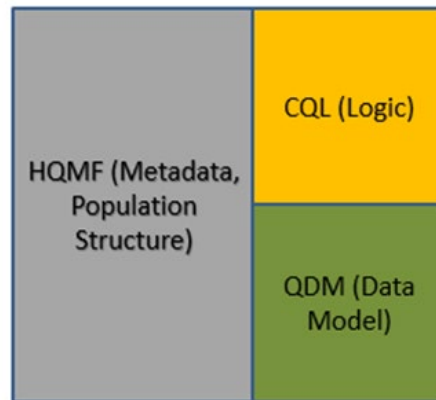 HQMF (Metadata,
Population
Structure)
CQL (Logic)
QDM (Data
Model)